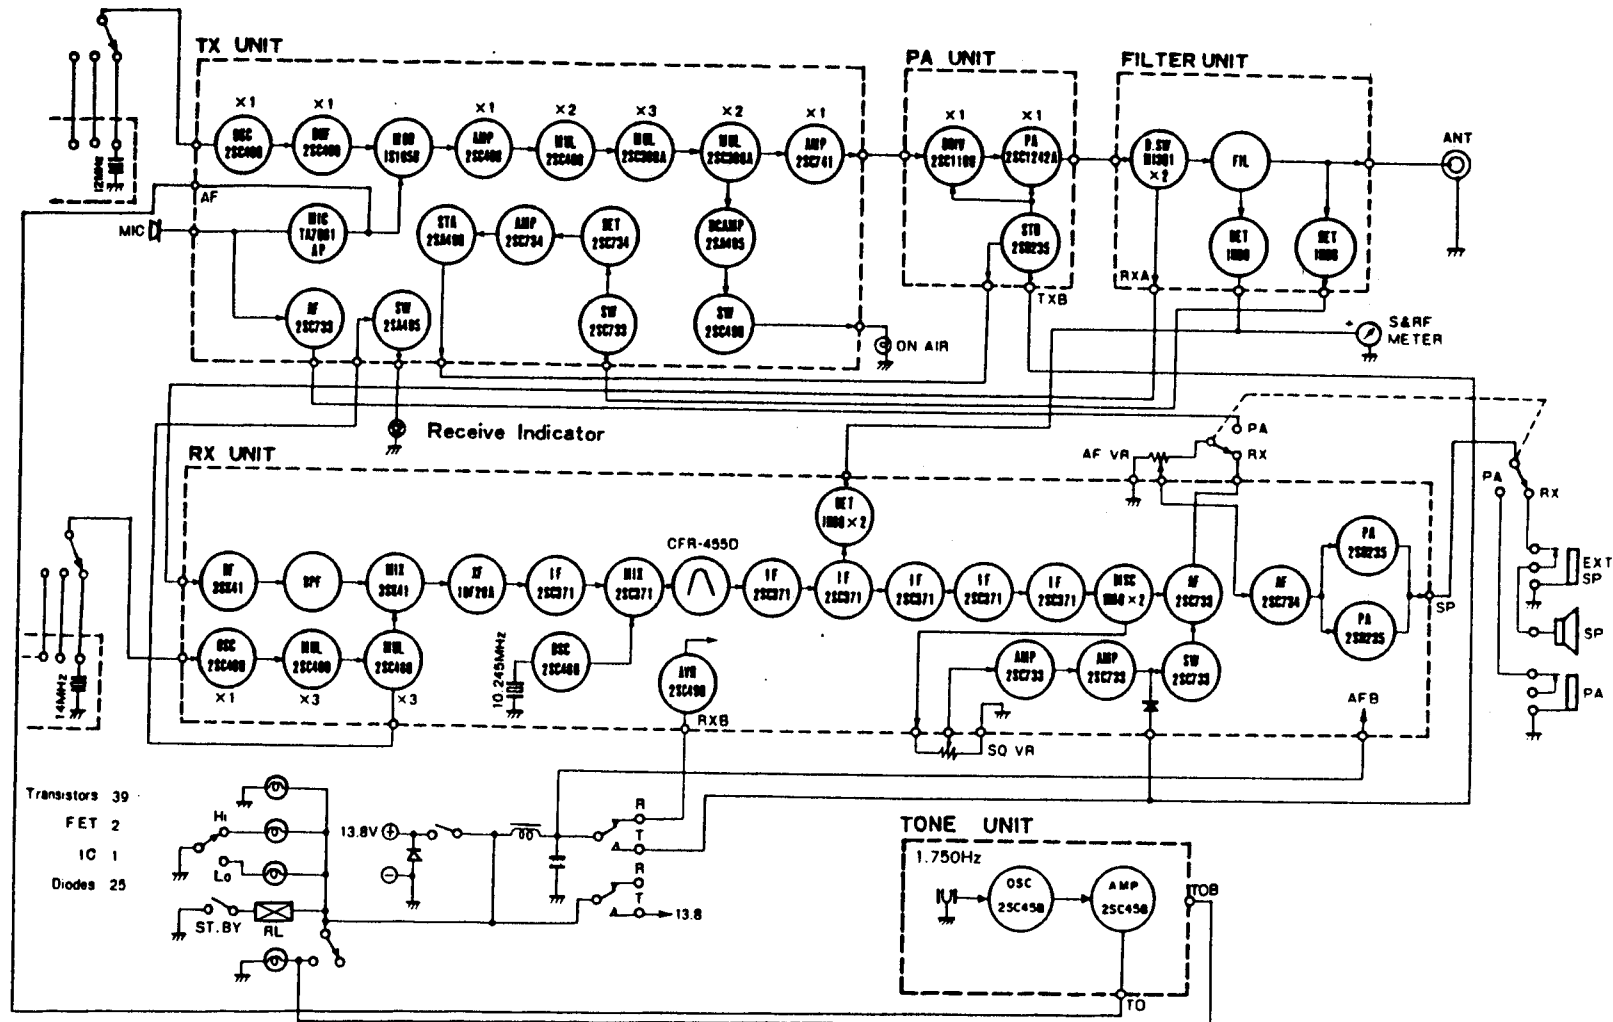 TX UNIT
PA UNIT
FILTER UNIT
×1
×1
×1
×2
×3
×2
×1
×1
×1
ANT
OSC
2SC460
BUF
2SC460
MOD
1S1658
AMP
2SC460
MUL
2SC460
MUL
MUL
AMP
2SC741
DRIV
PA
2SC1242A
D.SW
MI301
×2
FIL
12MHz
AF
MIC
MIC
TA7061
AP
STA
2SA490
AMP
2SC734
DET
2SC734
DCAMP
2SA495
STB
2SB235
DET
1N60
DET
1N60
RXA
TXB
AF
2SC733
SW
2SA495
SW
2SC733
SW
2SC490
ON AIR
+
S&RF
METER
Receive Indicator
PA
RX
AF VR
RX UNIT
PA
RX
DET
1N60×2
CFR-455D
PA
2SB235
RF
3SK41
BPF
MIX
3SK41
XF
10F20A
IF
2SC371
MIX
2SC371
IF
2SC371
IF
2SC371
IF
2SC371
IF
2SC371
IF
2SC371
DISC
1N60×2
AF
2SC733
AF
2SC734
EXT
SP
SP
PA
2SB235
SP
OSC
2SC460
MUL
2SC460
MUL
2SC460
×1
×3
×3
14MHz
10.245MHz
OSC
2SC460
AVR
2SC490
AMP
2SC733
AMP
2SC733
SW
2SC733
RXB
SQ VR
AFB
PA
Transistors 39
FET 2
IC 1
Diodes 25
Hi
Lo
ST.BY
RL
13.8V
R
T
R
T
13.8
TONE UNIT
1.750Hz
OSC
2SC458
AMP
2SC458
TOB
TO